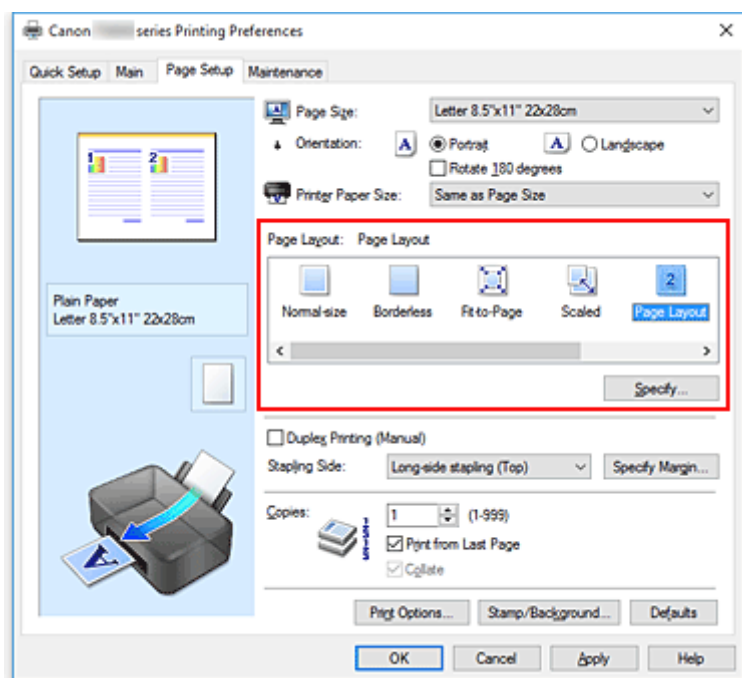 Canon series Printing Preferences
Quick Setup Main Page Setup Maintenance
Page Size: Letter 8.5"x11" 22x28cm
Orientation: A Portrait A Landscape
Rotate 180 degrees
Printer Paper Size: Same as Page Size
1 2
Page Layout: Page Layout
2
Normal-size Borderless Fit-to-Page Scaled Page Layout
Plain Paper
Letter 8.5"x11" 22x28cm
Specify...
Duplex Printing (Manual)
Stapling Side: Long-side stapling (Top) Specify Margin...
Copies: 1 (1-999)
Print from Last Page
Collate
A
Print Options... Stamp/Background... Defaults
OK Cancel Apply Help